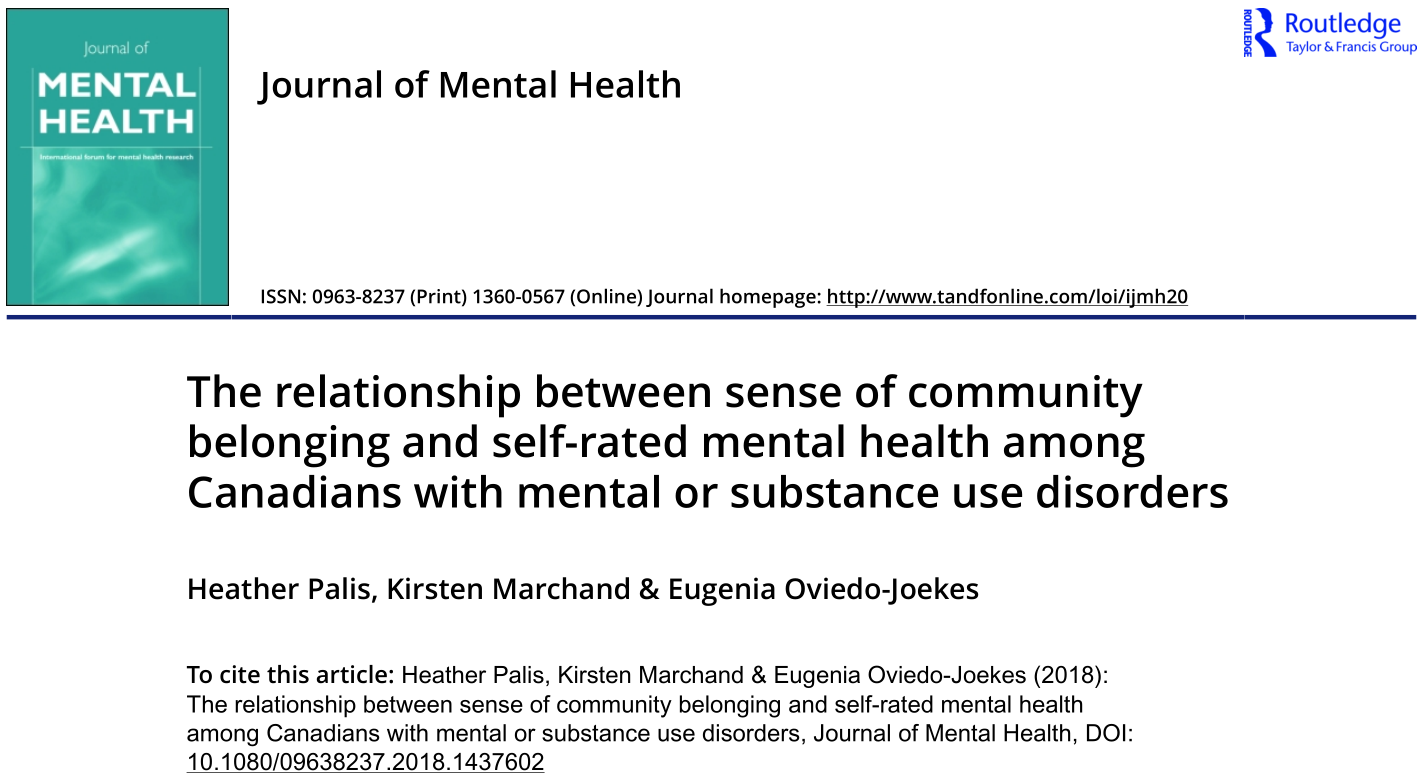 Journal of
MENTAL
HEALTH
International forum for mental health research
Journal of Mental Health
ROUTLEDGE
Routledge
Taylor & Francis Group
ISSN: 0963-8237 (Print) 1360-0567 (Online) Journal homepage: http://www.tandfonline.com/loi/ijmh20
The relationship between sense of community
belonging and self-rated mental health among
Canadians with mental or substance use disorders
Heather Palis, Kirsten Marchand & Eugenia Oviedo-Joekes
To cite this article: Heather Palis, Kirsten Marchand & Eugenia Oviedo-Joekes (2018):
The relationship between sense of community belonging and self-rated mental health
among Canadians with mental or substance use disorders, Journal of Mental Health, DOI:
10.1080/09638237.2018.1437602